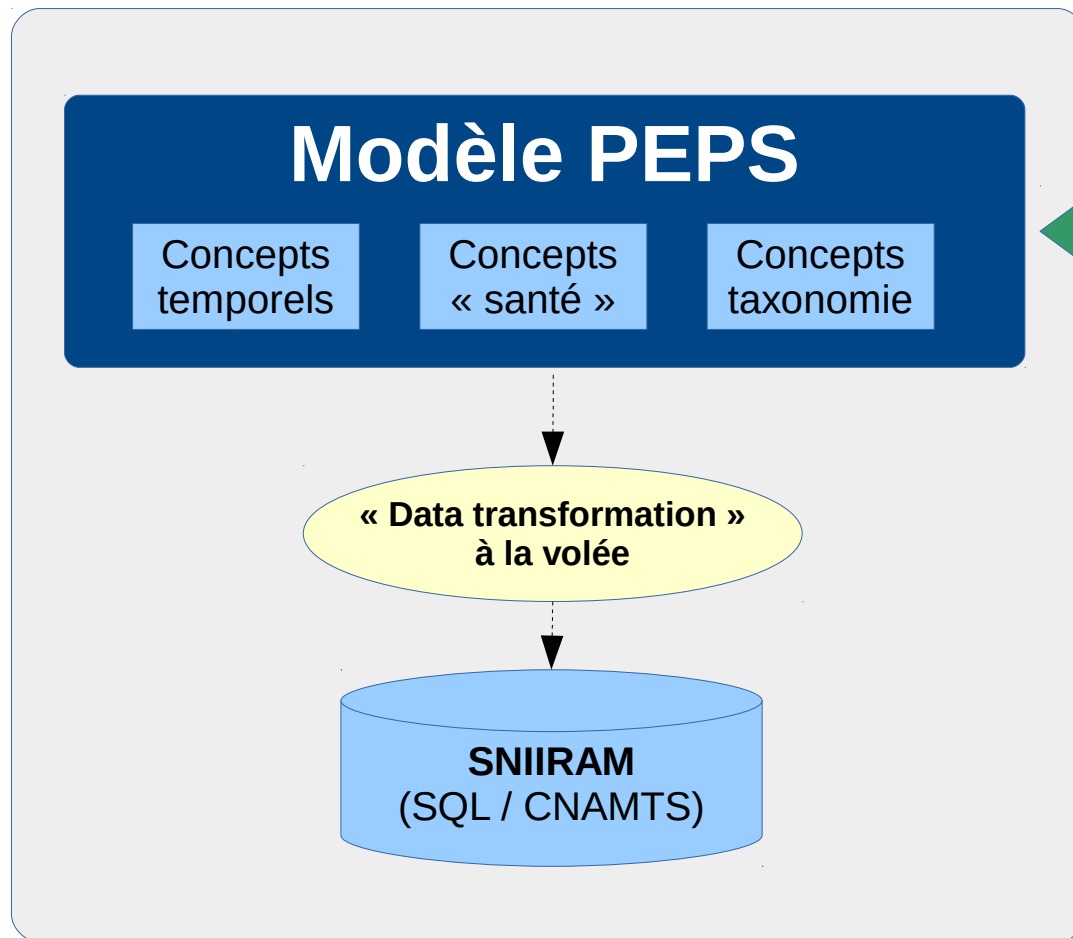 Modèle PEPS
Concepts
temporels
Concepts
« santé »
Concepts
taxonomie
« Data transformation »
à la volée
SNIIRAM
(SQL / CNAMTS)